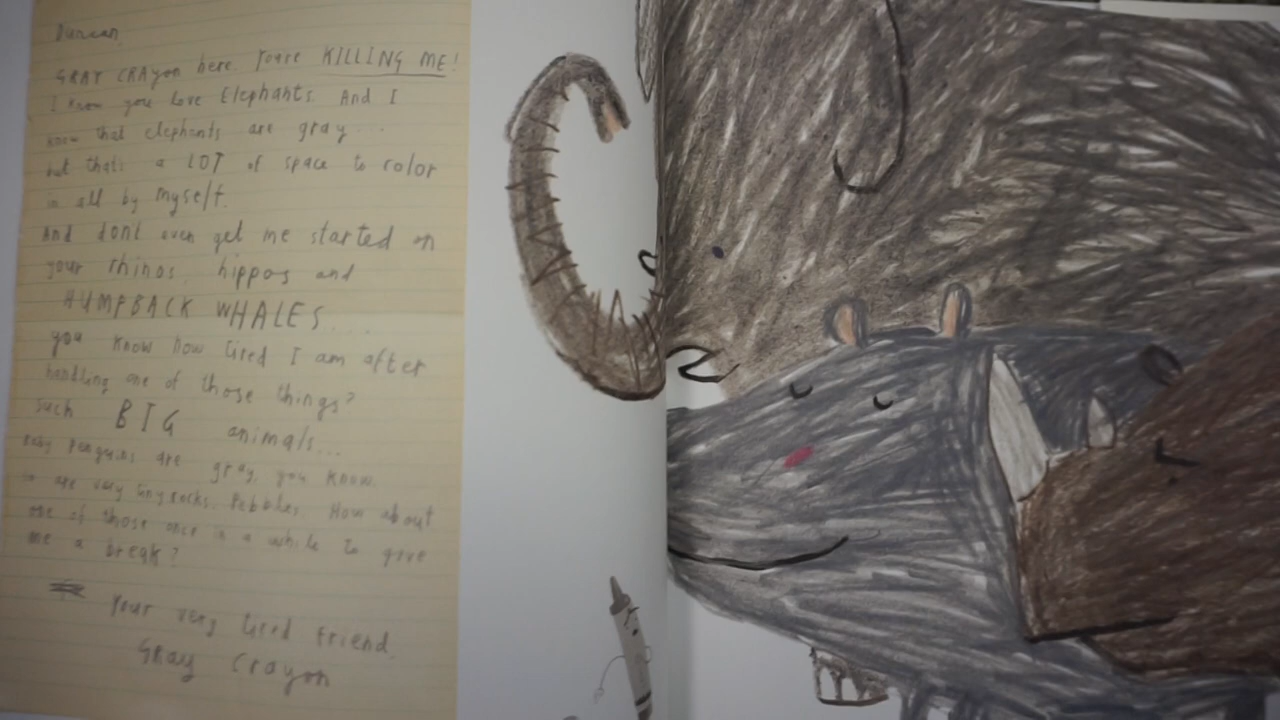 Duncan,
GRAY CRAyon here. You're KILLING ME!
I know you love Elephants. And I
know that elephants are gray...
but thats a LOT of space to color
in all by myself.
And dont even get me started on
your rhinos, hippos and
HUMPBACK WHALES....
you know how tired I am after
handling one of those things?
Such BIG animals...
Baby Penguins are gray, you know.
So are very tiny rocks. Pebbles. How about
one of those once in a while to give
me a break?
Your very tired friend,
Gray Crayon